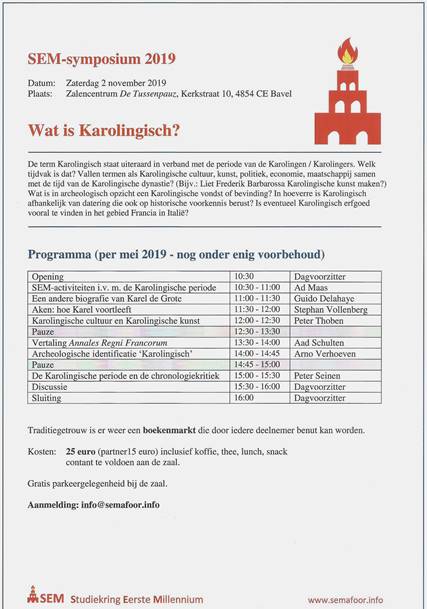 SEM-symposium 2019
Datum: Zaterdag 2 november 2019
Plaats: Zalencentrum De Tussenpauz, Kerkstraat 10, 4854 CE Bavel
Wat is Karolingisch?
De term Karolingisch staat uiteraard in verband met de periode van de Karolingen / Karolingers. Welk
tijdvak is dat? Vallen termen als Karolingische cultuur, kunst, politiek, economie, maatschappij samen
met de tijd van de Karolingische dynastie? (Bijv.: Liet Frederik Barbarossa Karolingische kunst maken?)
Wat is in archeologisch opzicht een Karolingische vondst of bevinding? In hoeverre is Karolingisch
afhankelijk van datering die ook op historische voorkennis berust? Is eventueel Karolingisch erfgoed
vooral te vinden in het gebied Francia in Italië?
Programma (per mei 2019 - nog onder enig voorbehoud)
Opening 10:30 Dagvoorzitter
SEM-activiteiten i.v. m. de Karolingische periode 10:30 - 11:00 Ad Maas
Een andere biografie van Karel de Grote 11:00 - 11:30 Guido Delahaye
Aken: hoe Karel voortleeft 11:30 - 12:00 Stephan Vollenberg
Karolingische cultuur en Karolingische kunst 12:00 - 12:30 Peter Thoben
Pauze 12:30 - 13:30
Vertaling Annales Regni Francorum 13:30 - 14:00 Aad Schulten
Archeologische identificatie ‘Karolingisch’ 14:00 - 14:45 Arno Verhoeven
Pauze 14:45 - 15:00
De Karolingische periode en de chronologiekritiek 15:00 - 15:30 Peter Seinen
Discussie 15:30 - 16:00 Dagvoorzitter
Sluiting 16:00 Dagvoorzitter
Traditiegetrouw is er weer een boekenmarkt die door iedere deelnemer benut kan worden.
Kosten: 25 euro (partner15 euro) inclusief koffie, thee, lunch, snack
contant te voldoen aan de zaal.
Gratis parkeergelegenheid bij de zaal.
Aanmelding: info@semafoor.info
SEM Studiekring Eerste Millennium www.semafoor.info